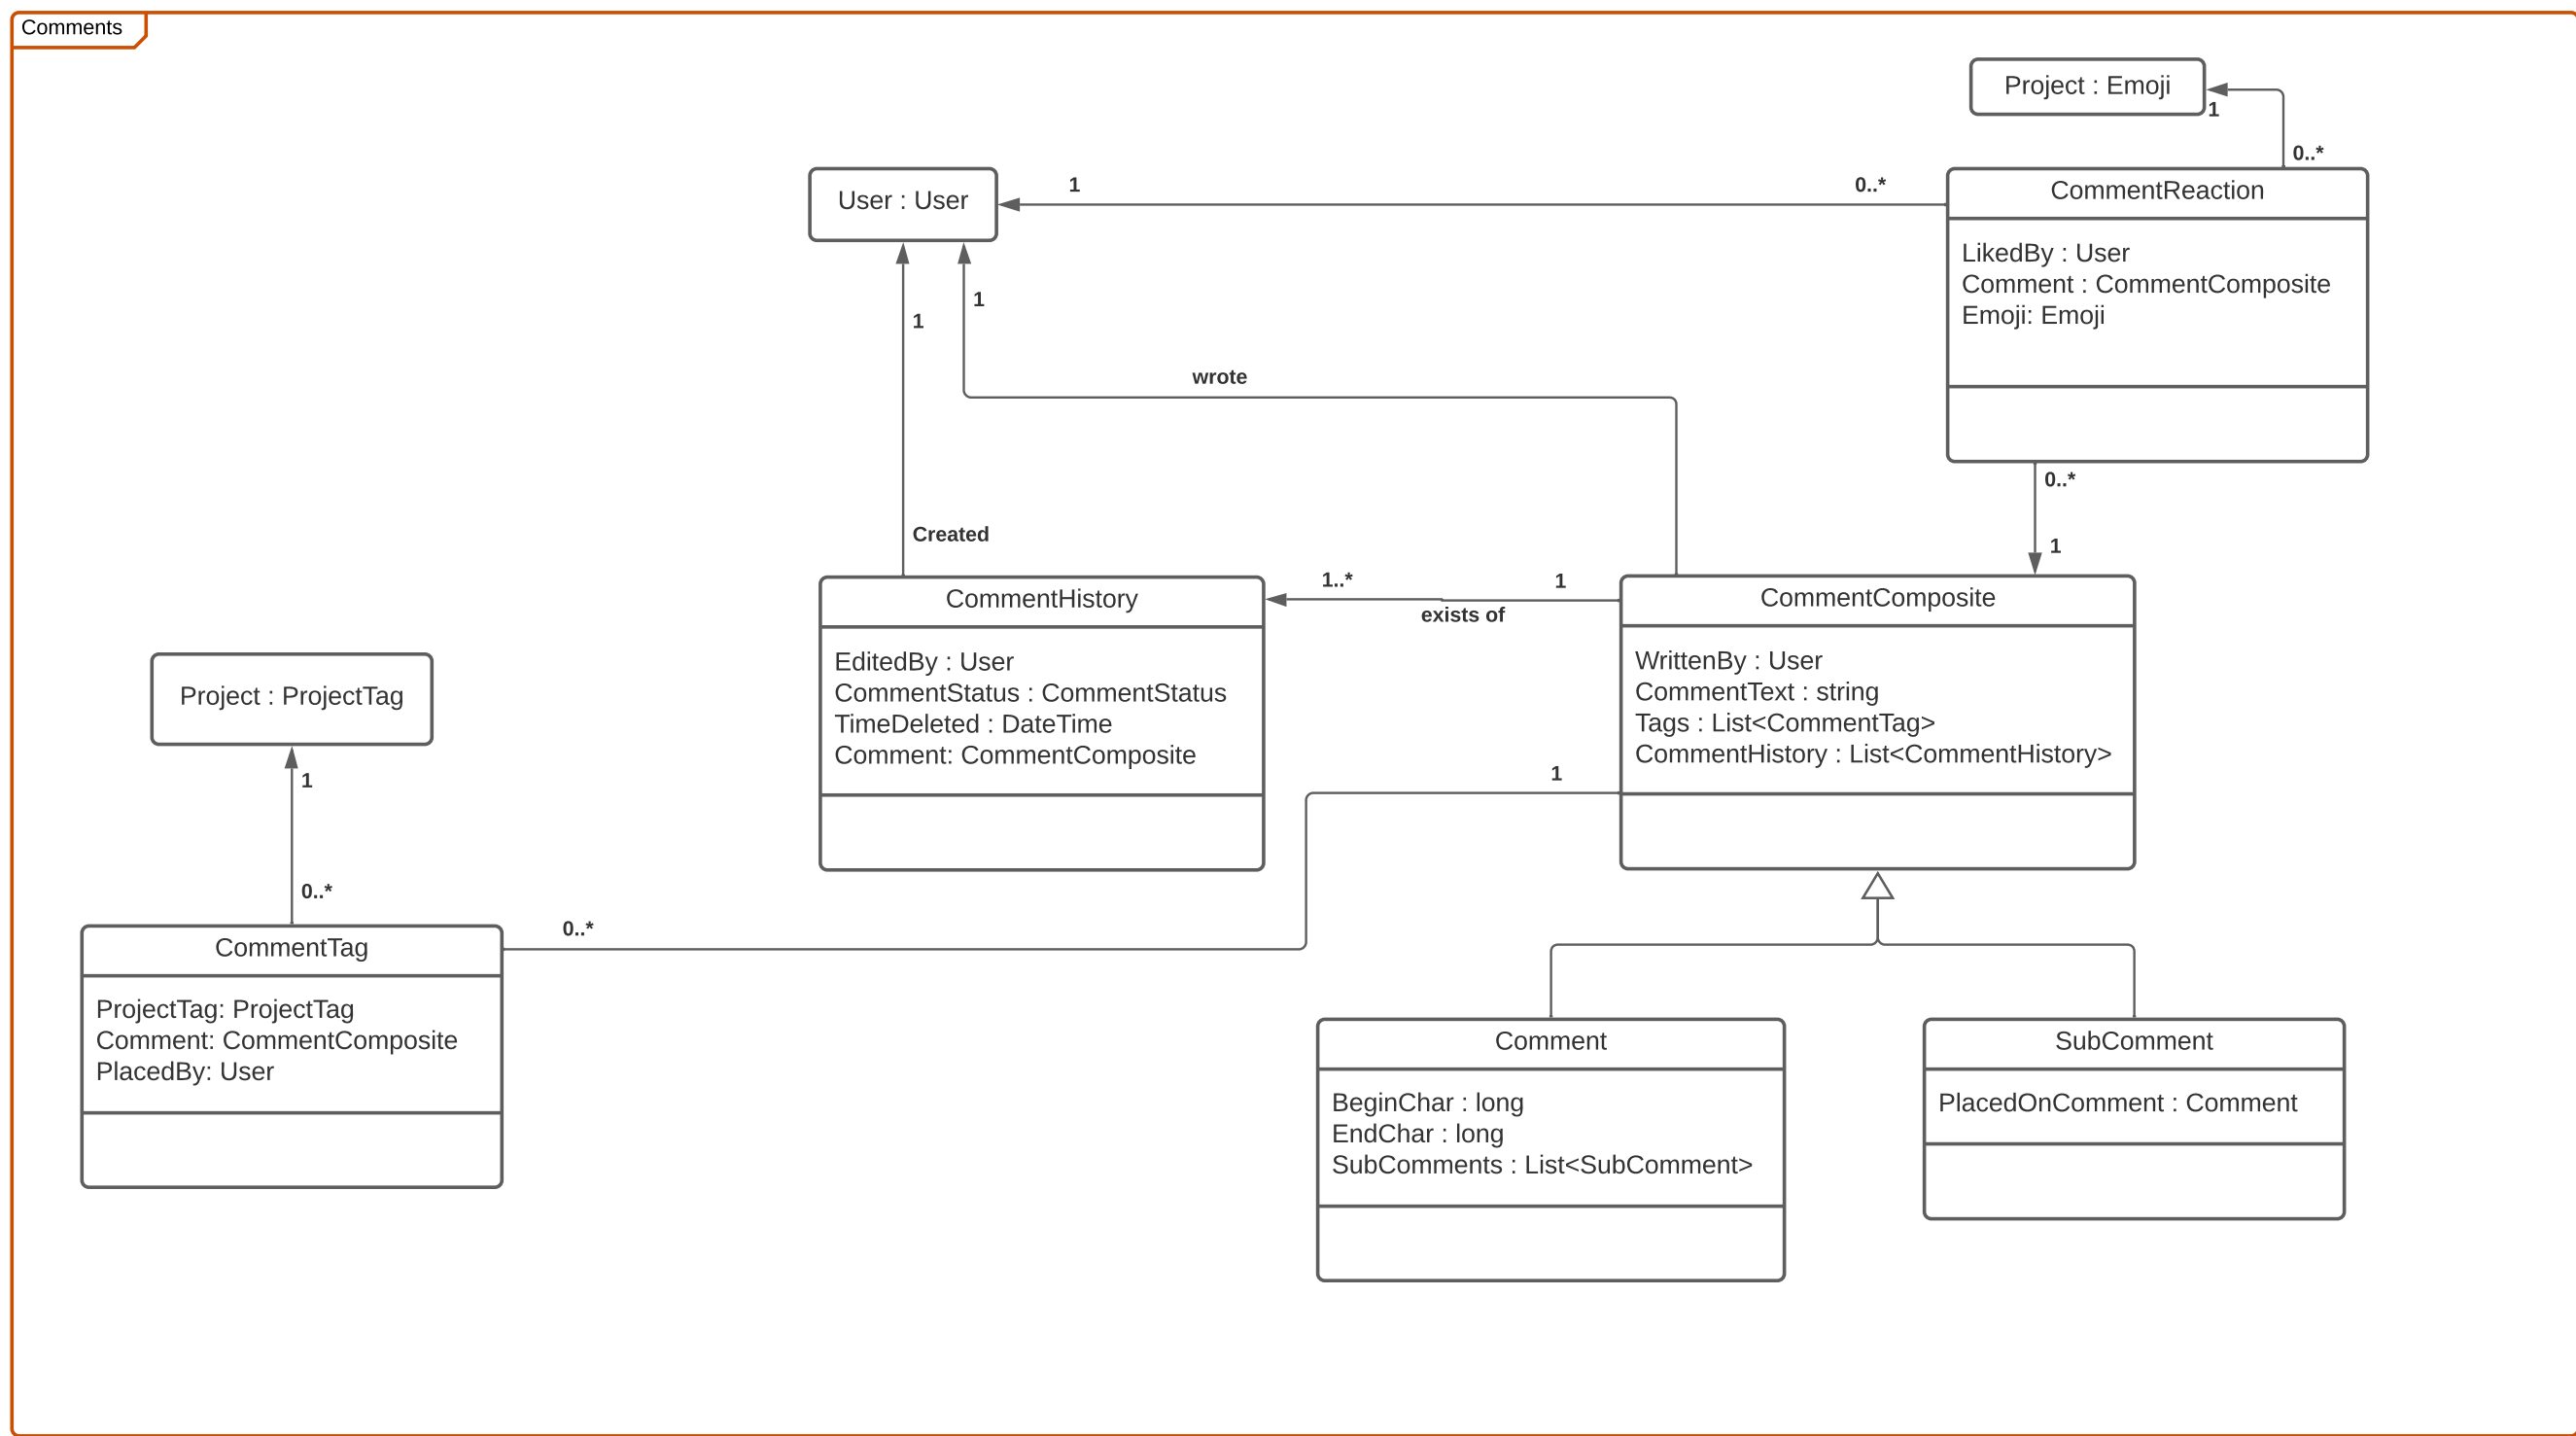 Comments
Project : Emoji
1
0..*
User : User
1
0..*
CommentReaction
LikedBy : User
Comment : CommentComposite
Emoji: Emoji
1
1
wrote
0..*
1
Created
CommentHistory
EditedBy : User
CommentStatus : CommentStatus
TimeDeleted : DateTime
Comment: CommentComposite
1..*
1
exists of
CommentComposite
WrittenBy : User
CommentText : string
Tags : List<CommentTag>
CommentHistory : List<CommentHistory>
1
Project : ProjectTag
1
0..*
0..*
CommentTag
ProjectTag: ProjectTag
Comment: CommentComposite
PlacedBy: User
Comment
BeginChar : long
EndChar : long
SubComments : List<SubComment>
SubComment
PlacedOnComment : Comment